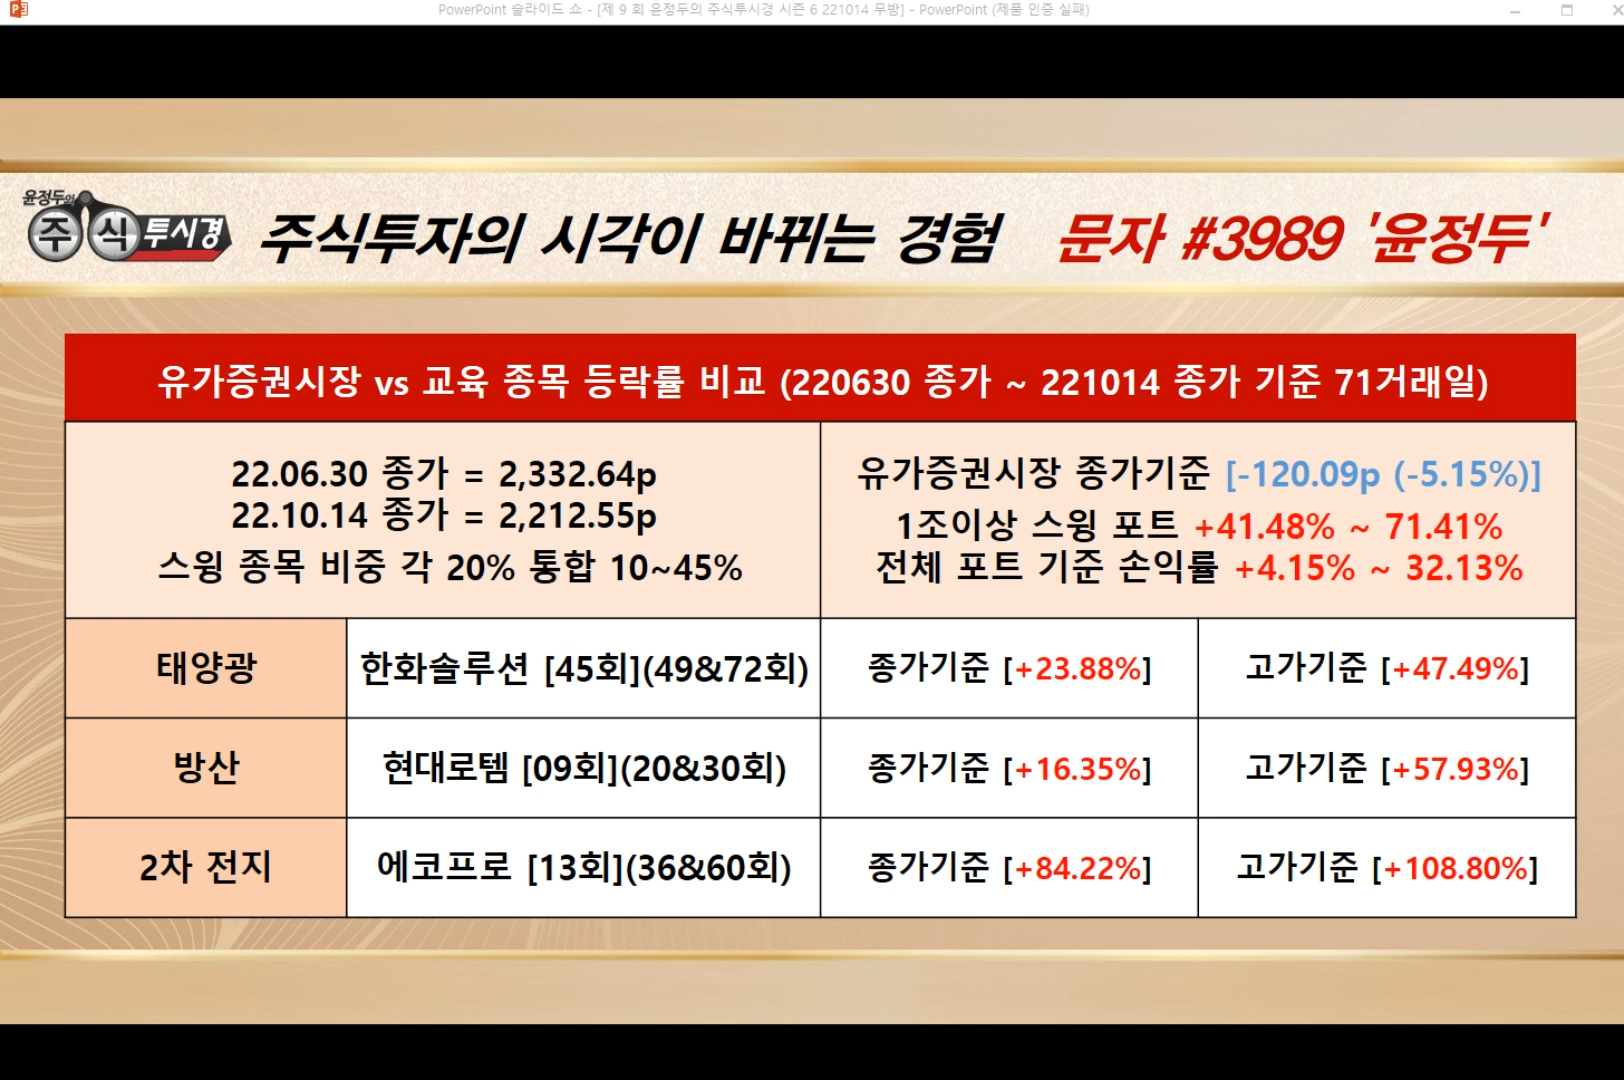 PowerPoint 슬라이드 쇼 - [제 9 회 윤정두의 주식투시경 시즌 6 221014 무방] - PowerPoint (제품 인증 실패)
윤정두의
주식투시경
주식투자의 시각이 바뀌는 경험 문자 #3989 '윤정두'
유가증권시장 vs 교육 종목 등락률 비교 (220630 종가 ~ 221014 종가 기준 71거래일)
22.06.30 종가 = 2,332.64p
22.10.14 종가 = 2,212.55p
스윙 종목 비중 각 20% 통합 10~45%
유가증권시장 종가기준 [-120.09p (-5.15%)]
1조이상 스윙 포트 +41.48% ~ 71.41%
전체 포트 기준 손익률 +4.15% ~ 32.13%
태양광 한화솔루션 [45회](49&72회) 종가기준 [+23.88%] 고가기준 [+47.49%]
방산 현대로템 [09회](20&30회) 종가기준 [+16.35%] 고가기준 [+57.93%]
2차 전지 에코프로 [13회](36&60회) 종가기준 [+84.22%] 고가기준 [+108.80%]